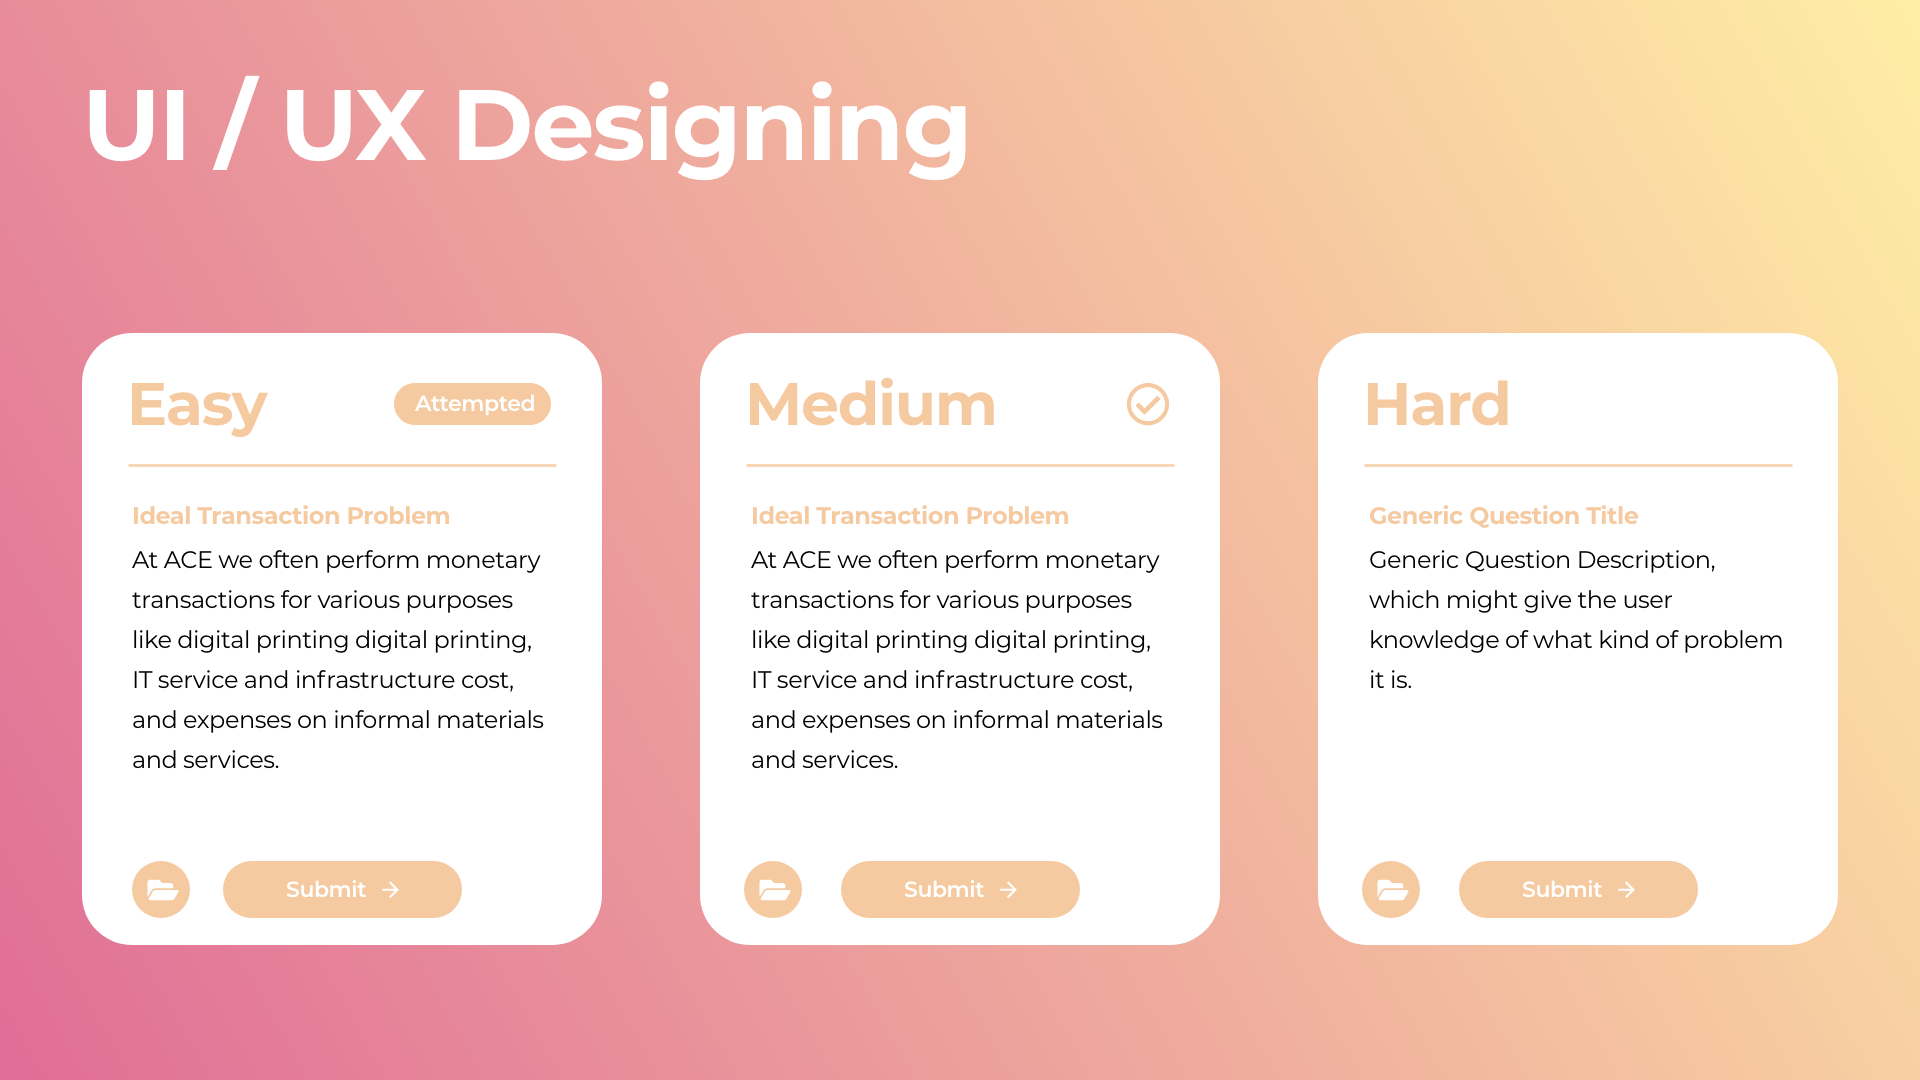 UI / UX Designing
Easy
Attempted
Ideal Transaction Problem
At ACE we often perform monetary
transactions for various purposes
like digital printing digital printing,
IT service and infrastructure cost,
and expenses on informal materials
and services.
Submit
Medium
Ideal Transaction Problem
At ACE we often perform monetary
transactions for various purposes
like digital printing digital printing,
IT service and infrastructure cost,
and expenses on informal materials
and services.
Submit
Hard
Generic Question Title
Generic Question Description,
which might give the user
knowledge of what kind of problem
it is.
Submit